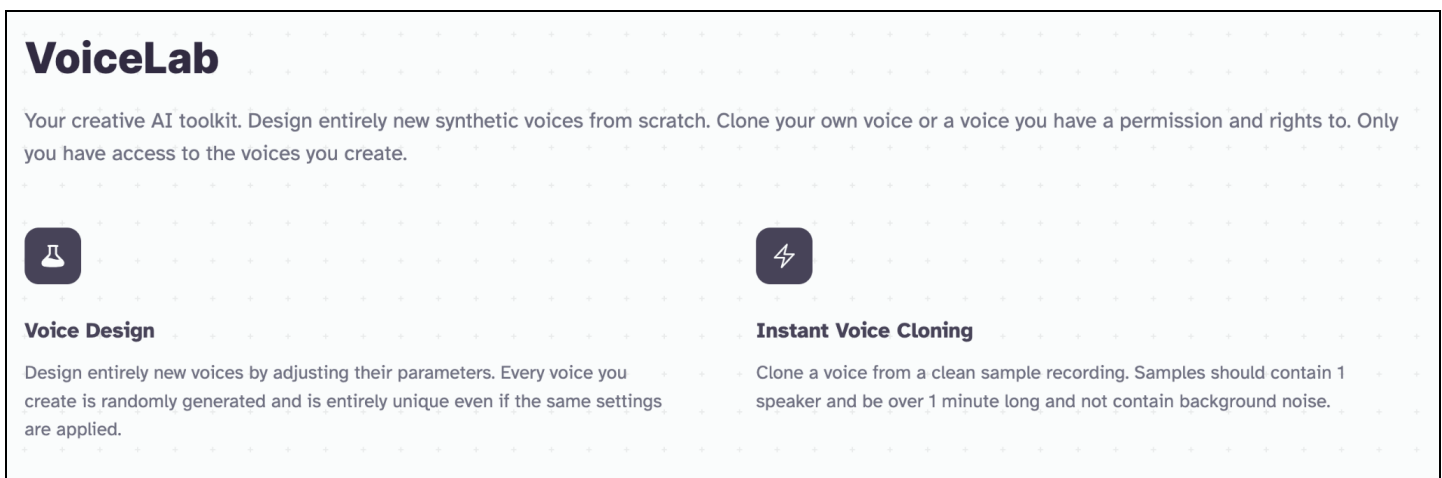 VoiceLab
Your creative AI toolkit. Design entirely new synthetic voices from scratch. Clone your own voice or a voice you have a permission and rights to. Only
you have access to the voices you create.
Voice Design
Design entirely new voices by adjusting their parameters. Every voice you
create is randomly generated and is entirely unique even if the same settings
are applied.
Instant Voice Cloning
Clone a voice from a clean sample recording. Samples should contain 1
speaker and be over 1 minute long and not contain background noise.